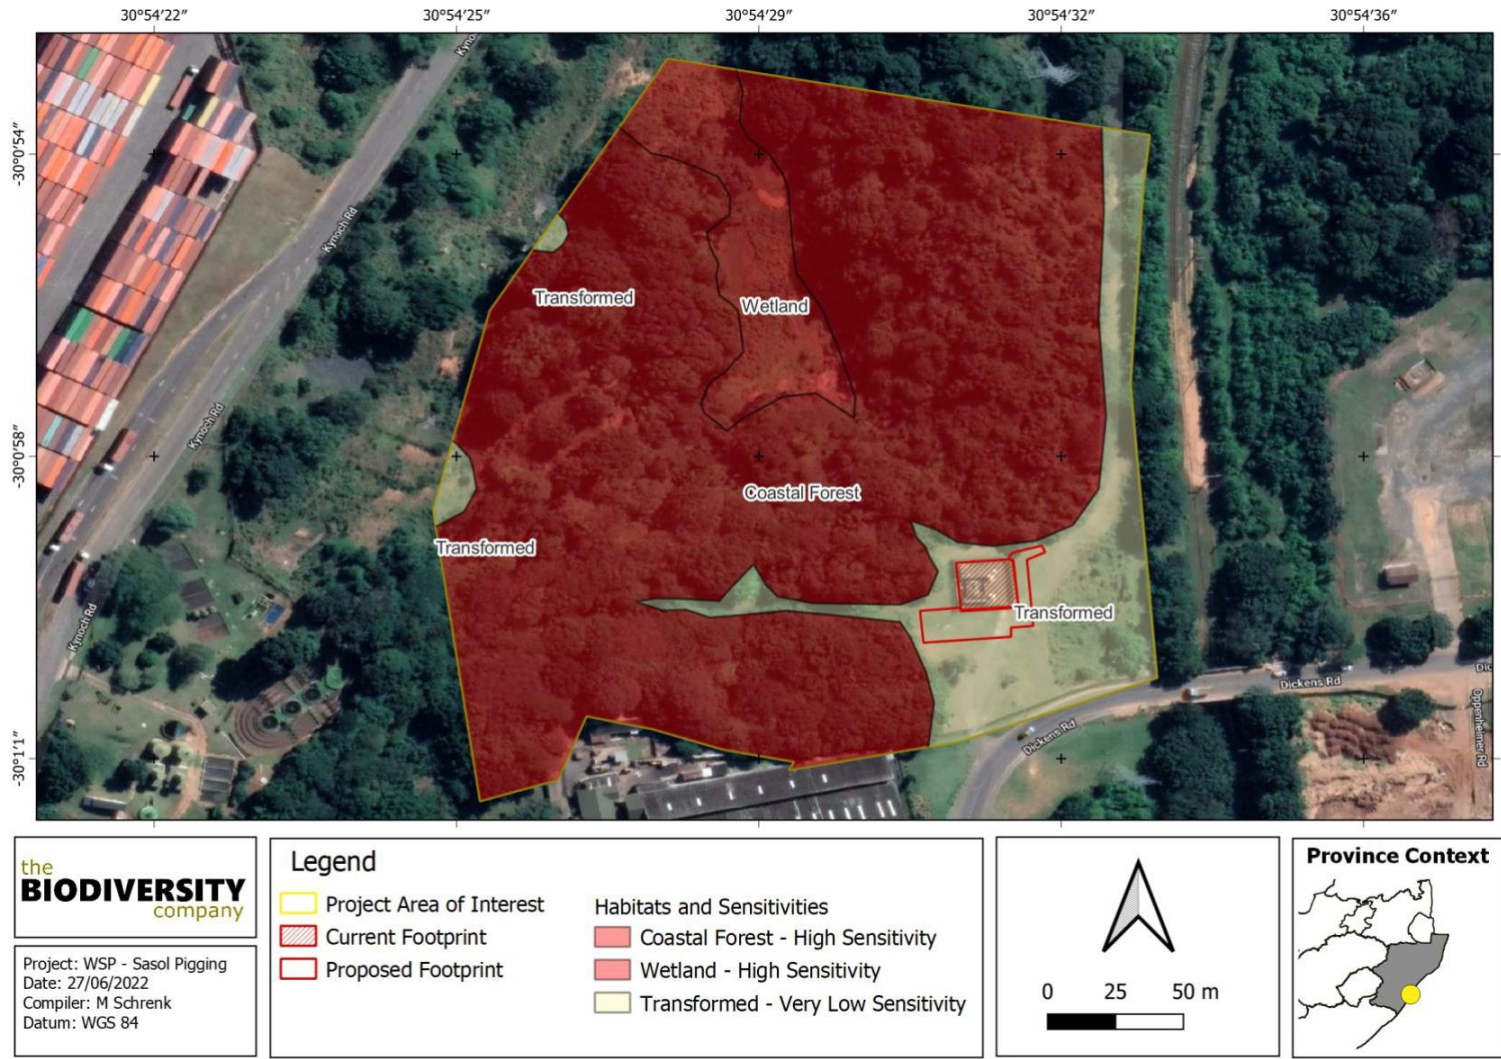 30°54′22″
30°54′25″
30°54′29″
30°54′32″
30°54′36″
-30°0′54″
-30°0′58″
-30°1′1″
Kyno
Kynoch Rd
Kynoch Rd
Kynoch Rd
Transformed
Wetland
Coastal Forest
Transformed
Transformed
Dickens Rd
Dickens Rd
Dic
Oppenheimer Rd
the
BIODIVERSITY
company
Project: WSP - Sasol Pigging
Date: 27/06/2022
Compiler: M Schrenk
Datum: WGS 84
Legend
Project Area of Interest
Current Footprint
Proposed Footprint
Habitats and Sensitivities
Coastal Forest - High Sensitivity
Wetland - High Sensitivity
Transformed - Very Low Sensitivity
0 25 50 m
Province Context